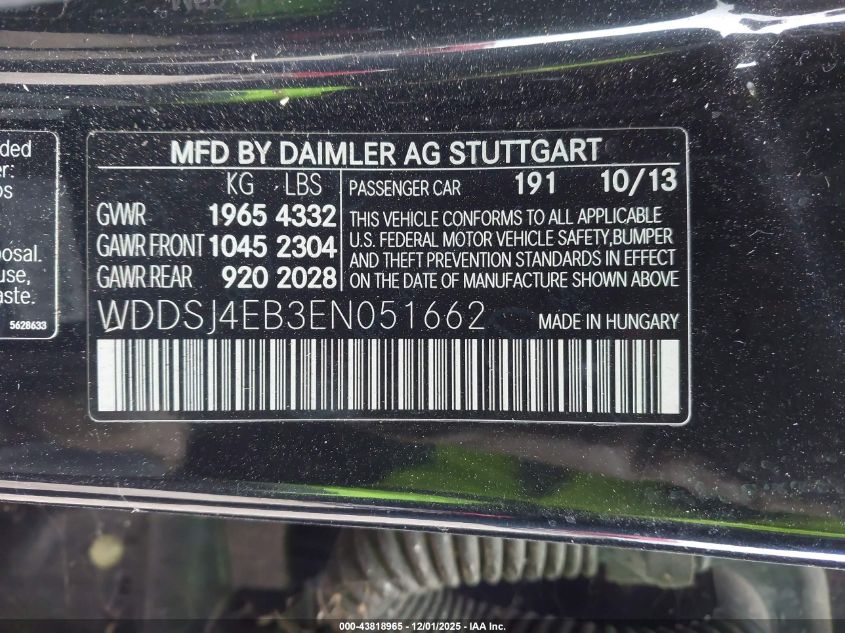 ded
er:
os
posal.
use,
aste.
5628633
MFD BY DAIMLER AG STUTTGART
KG LBS
GVWR 1965 4332
GAWR FRONT 1045 2304
GAWR REAR 920 2028
PASSENGER CAR 191 10/13
THIS VEHICLE CONFORMS TO ALL APPLICABLE
U.S. FEDERAL MOTOR VEHICLE SAFETY,BUMPER
AND THEFT PREVENTION STANDARDS IN EFFECT
ON THE DATE OF MANUFACTURE SHOWN ABOVE
WDDSJ4EB3EN051662 MADE IN HUNGARY
000-43818965 - 12/01/2025 - IAA Inc.